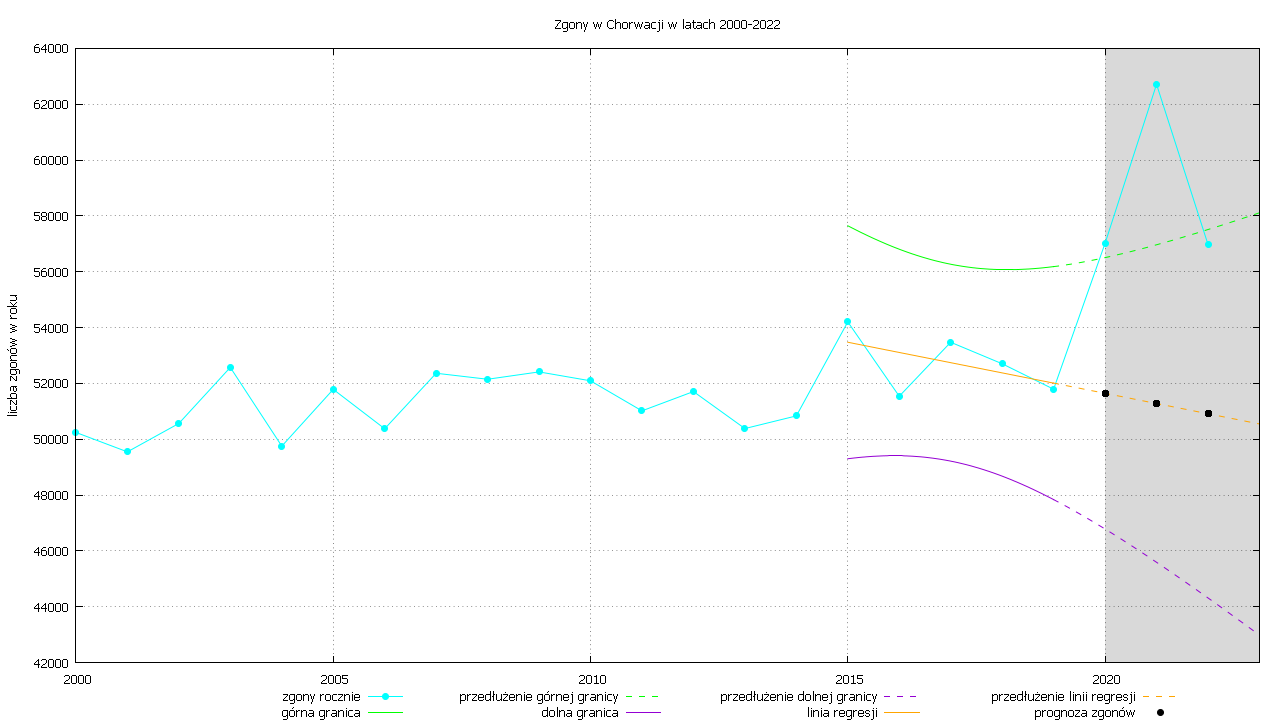 Zgony w Chorwacji w latach 2000-2022
64000
62000
60000
58000
56000
54000
52000
50000
48000
46000
44000
42000
liczba zgonów w roku
2000 2005 2010 2015 2020
zgony rocznie przedłużenie górnej granicy przedłużenie dolnej granicy przedłużenie linii regresji
górna granica dolna granica linia regresji prognoza zgonów